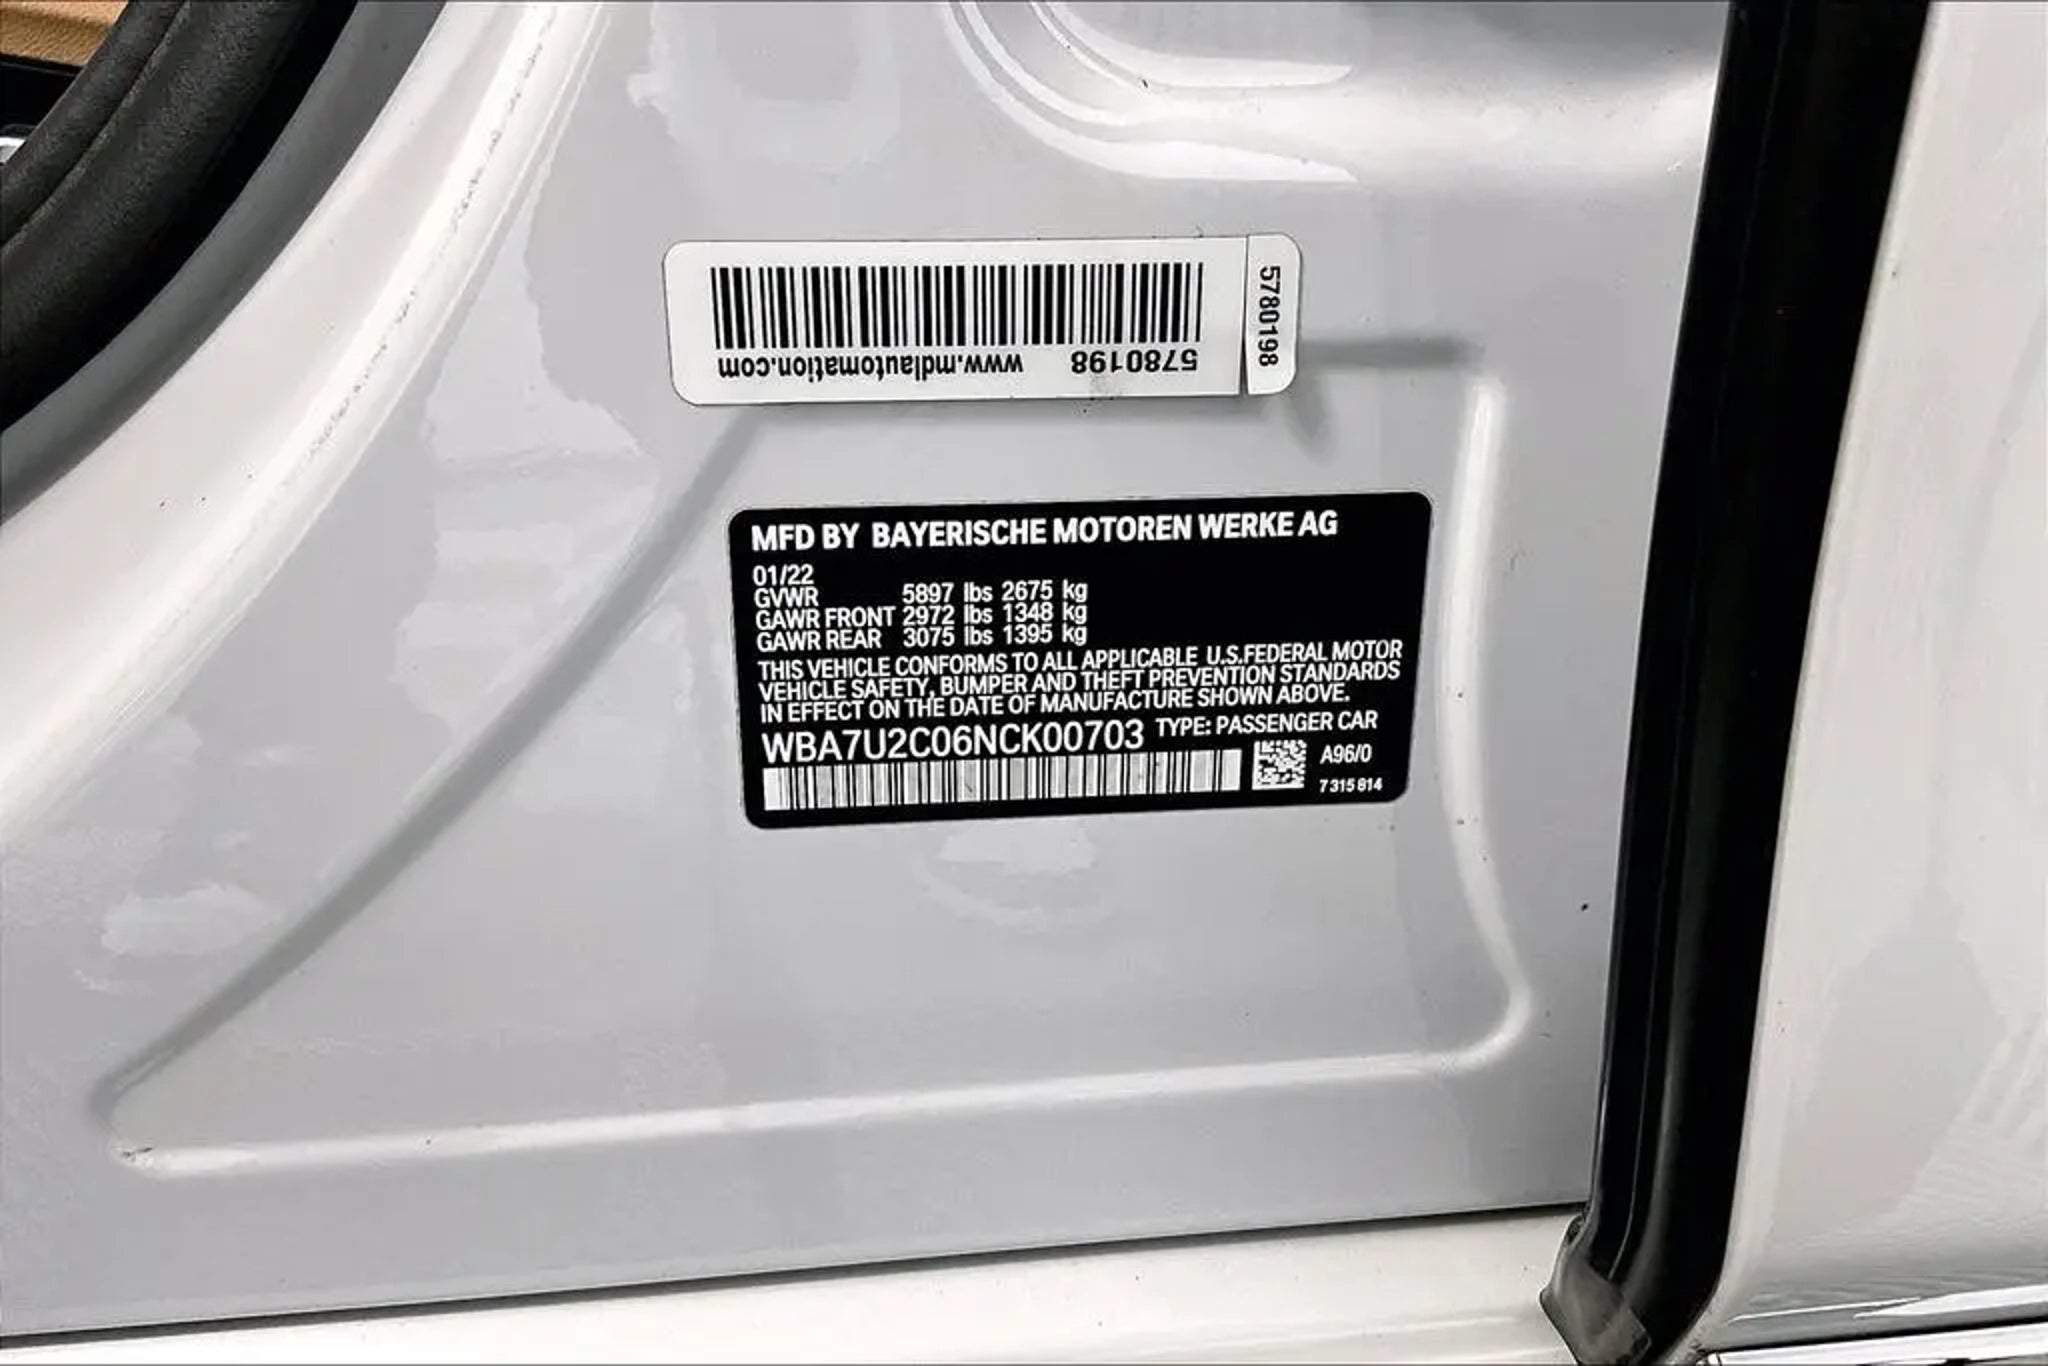 www.mdlautomation.com 5780198
5780198
MFD BY BAYERISCHE MOTOREN WERKE AG
01/22
GVWR 5897 lbs 2675 kg
GAWR FRONT 2972 lbs 1348 kg
GAWR REAR 3075 lbs 1395 kg
THIS VEHICLE CONFORMS TO ALL APPLICABLE U.S.FEDERAL MOTOR
VEHICLE SAFETY, BUMPER AND THEFT PREVENTION STANDARDS
IN EFFECT ON THE DATE OF MANUFACTURE SHOWN ABOVE.
WBA7U2C06NCK00703 TYPE: PASSENGER CAR
A96/0
7 315 814